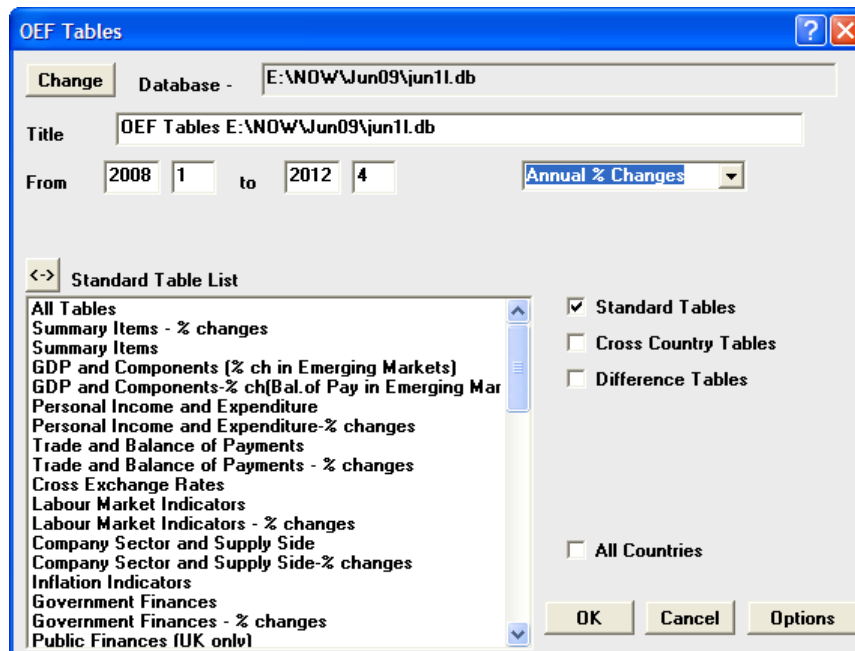 OEF Tables
Change Database - E:\NOW\Jun09\jun1l.db
Title OEF Tables E:\NOW\Jun09\jun1l.db
From 2008 1 to 2012 4 Annual % Changes
<-> Standard Table List
All Tables
Summary Items - % changes
Summary Items
GDP and Components (% ch in Emerging Markets)
GDP and Components-% ch(Bal.of Pay in Emerging Mar
Personal Income and Expenditure
Personal Income and Expenditure-% changes
Trade and Balance of Payments
Trade and Balance of Payments - % changes
Cross Exchange Rates
Labour Market Indicators
Labour Market Indicators - % changes
Company Sector and Supply Side
Company Sector and Supply Side-% changes
Inflation Indicators
Government Finances
Government Finances - % changes
Public Finances (UK only)
Standard Tables
Cross Country Tables
Difference Tables
All Countries
OK Cancel Options